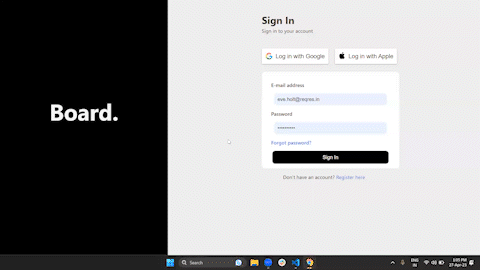 Board.
Sign In
Sign in to your account
Log in with Google
Log in with Apple
E-mail address
eve.holt@reqres.in
Password
••••••••••
Forgot password?
Sign In
Don't have an account? Register here
Search
ENG
IN
3:05 PM
27-Apr-23